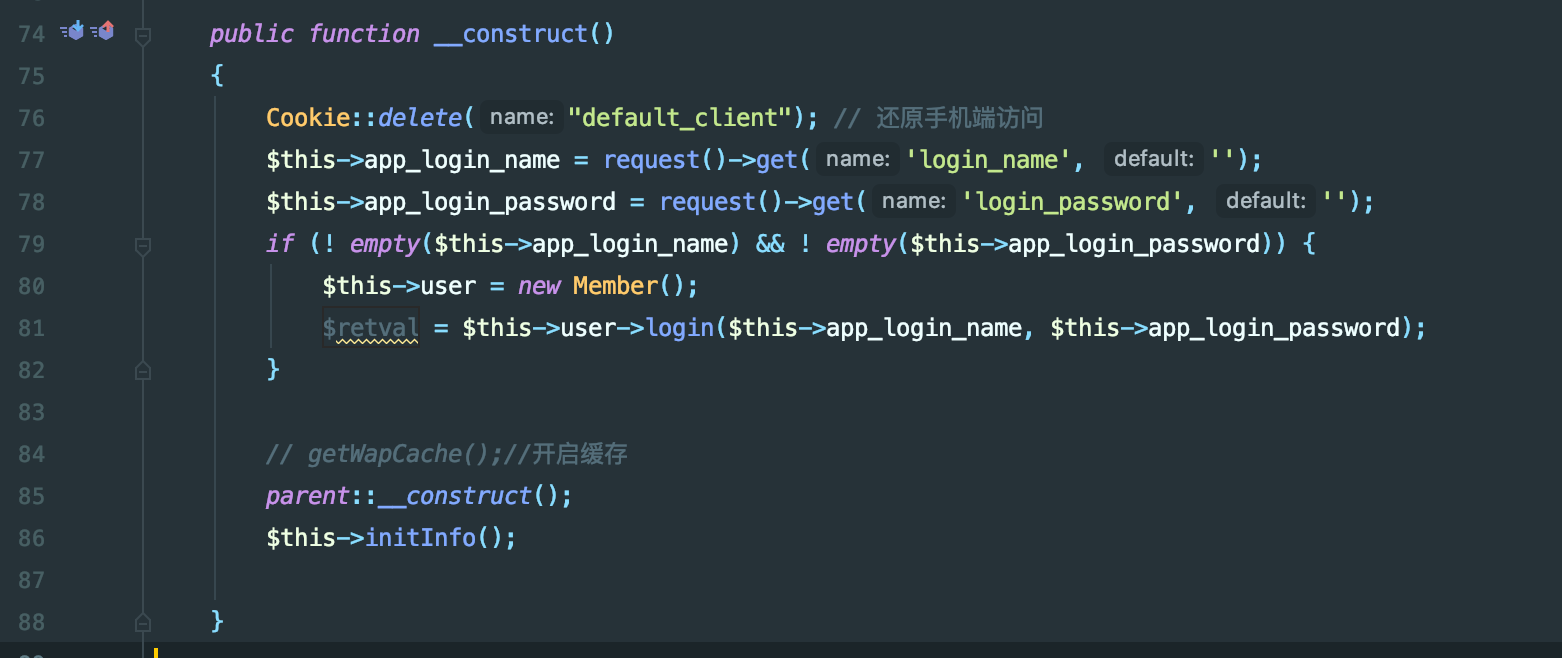 74 public function __construct()
75 {
76 Cookie::delete( name: "default_client"); // 还原手机端访问
77 $this->app_login_name = request()->get( name: 'login_name', default: '');
78 $this->app_login_password = request()->get( name: 'login_password', default: '');
79 if (! empty($this->app_login_name) && ! empty($this->app_login_password)) {
80 $this->user = new Member();
81 $retval = $this->user->login($this->app_login_name, $this->app_login_password);
82 }
83
84 // getWapCache();//开启缓存
85 parent::__construct();
86 $this->initInfo();
87
88 }